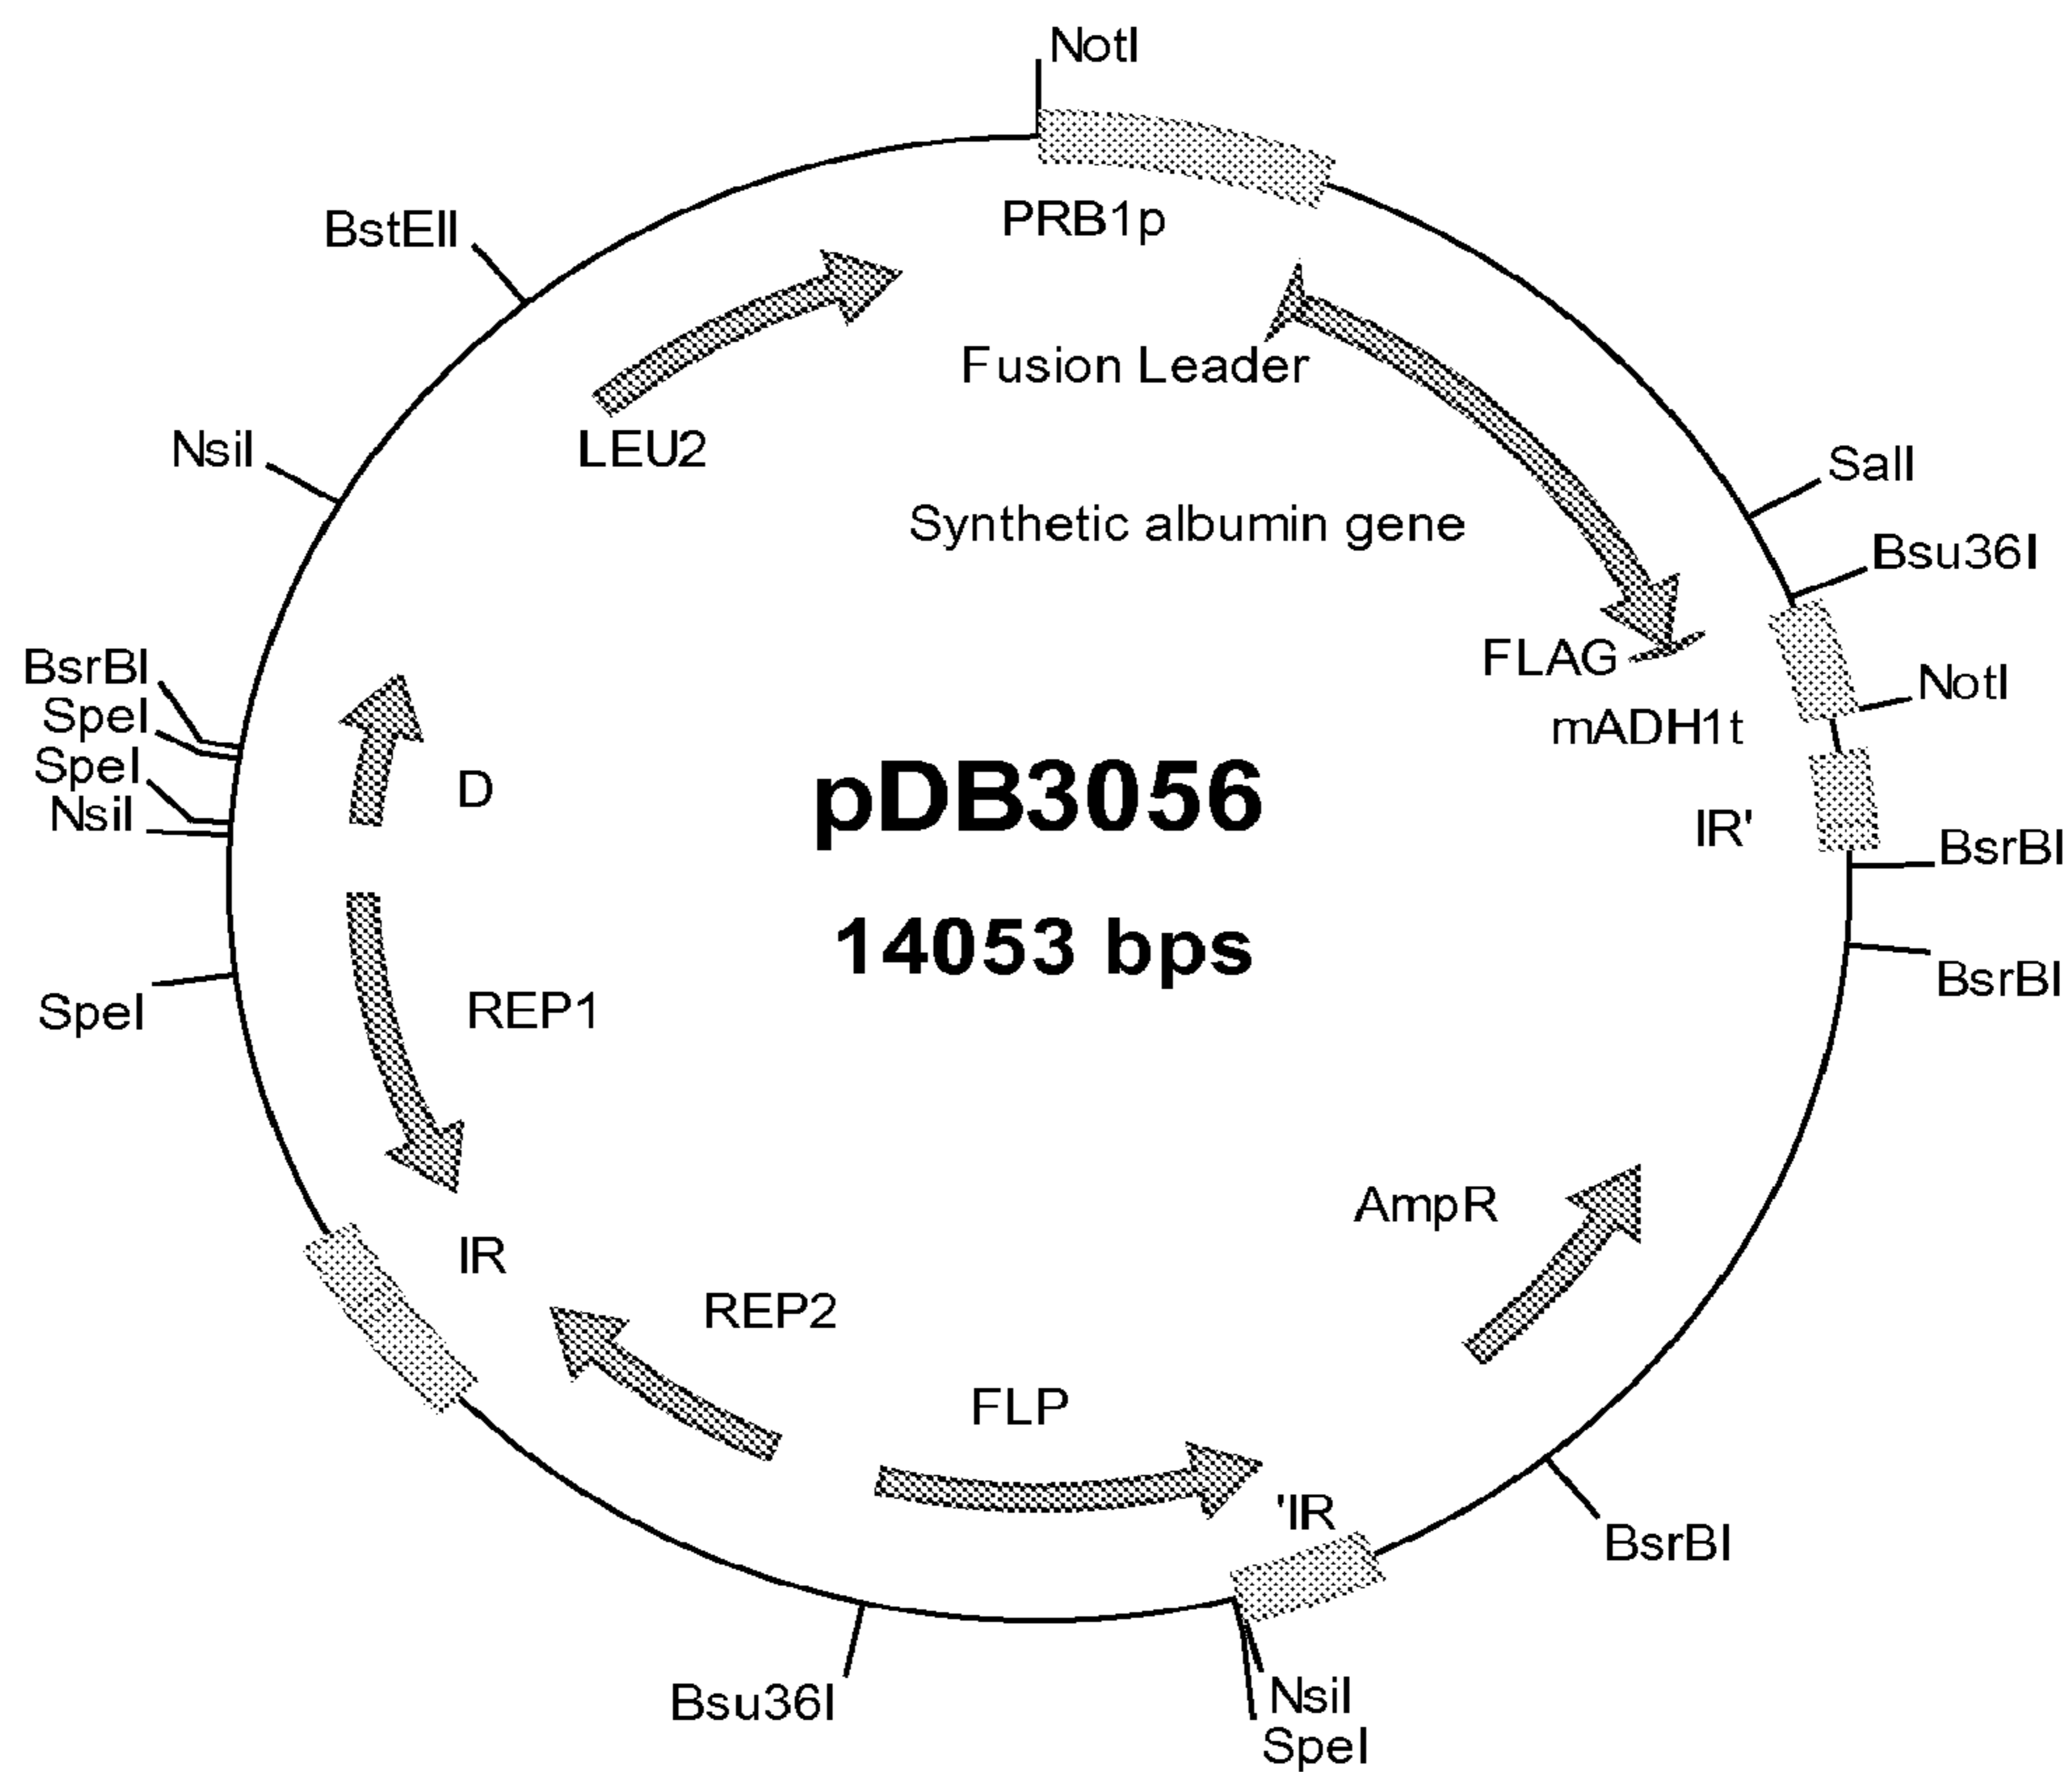 NotI
PRB1p
BstEII
Fusion Leader
LEU2
NsiI
SalI
Synthetic albumin gene
Bsu36I
FLAG
BsrBI
NotI
SpeI
mADH1t
SpeI
D
pDB3056
NsiI
IR'
BsrBI
14053 bps
BsrBI
SpeI
REP1
AmpR
IR
REP2
FLP
'IR
BsrBI
Bsu36I
NsiI
SpeI